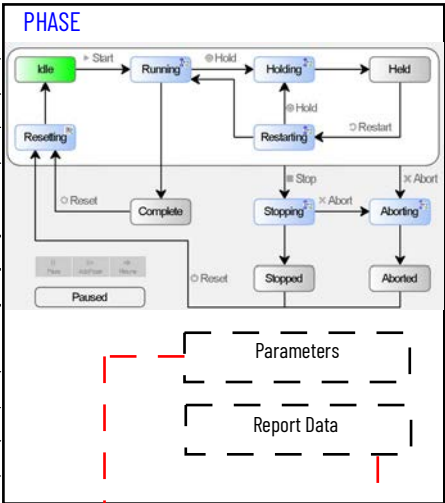 PHASE
Idle
Start
Running
Hold
Holding
Held
Hold
Resetting
Restarting
Restart
Stop
Abort
Reset
Complete
Stopping
Abort
Aborting
Reset
Stopped
Aborted
Paused
Parameters
Report Data